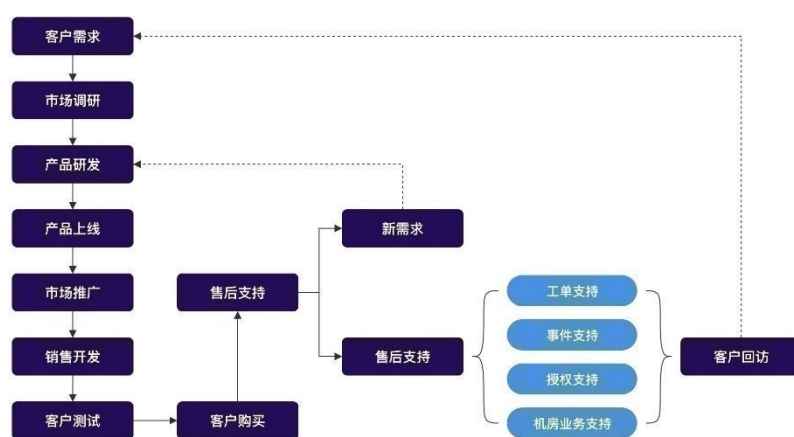 客户需求
市场调研
产品研发
产品上线
市场推广
销售开发
客户测试
客户购买
售后支持
新需求
售后支持
工单支持
事件支持
授权支持
机房业务支持
客户回访